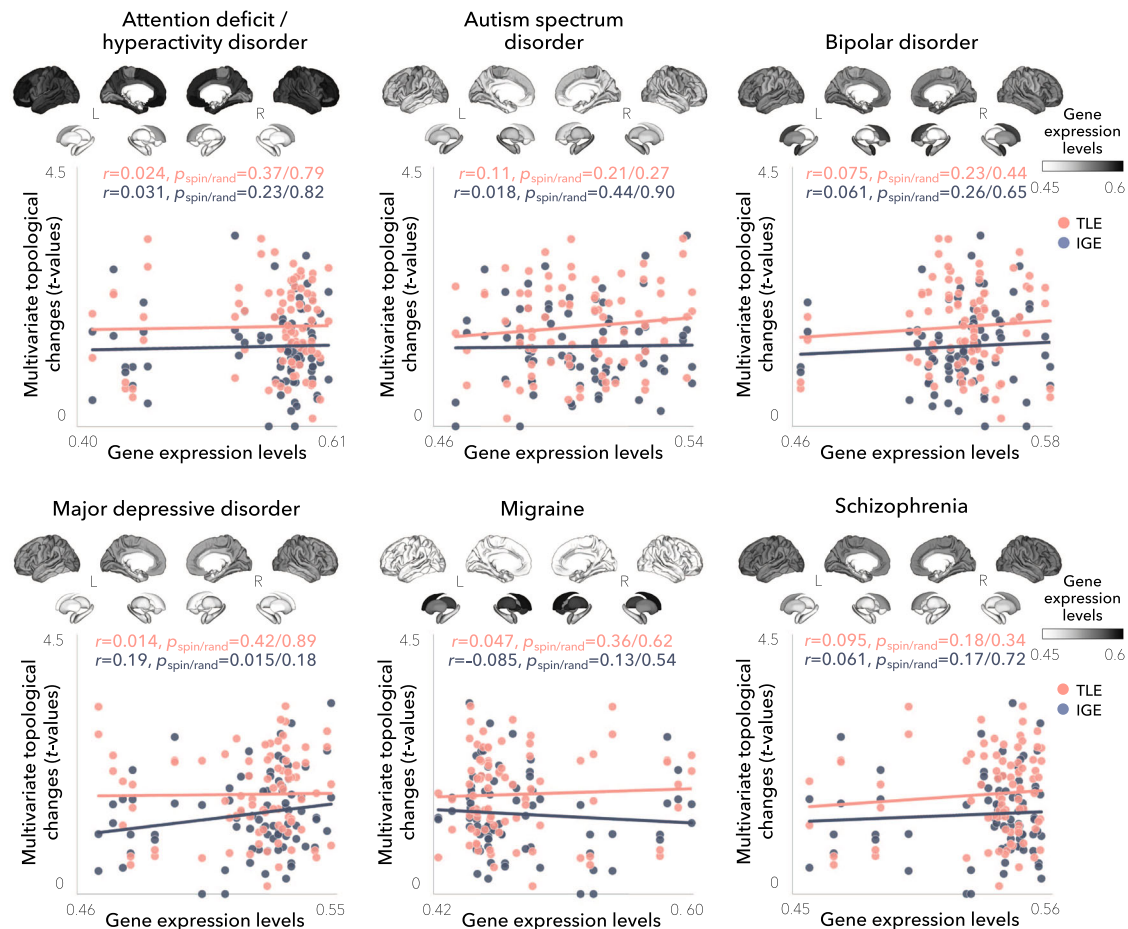 Attention deficit /
hyperactivity disorder
L
R
4.5
r=0.024, pspin/rand=0.37/0.79
r=0.031, pspin/rand=0.23/0.82
Multivariate topological
changes (t-values)
0
0.40
0.61
Gene expression levels
Autism spectrum
disorder
L
R
4.5
r=0.11, pspin/rand=0.21/0.27
r=0.018, pspin/rand=0.44/0.90
Multivariate topological
changes (t-values)
0
0.46
0.54
Gene expression levels
Bipolar disorder
L
R
4.5
r=0.075, pspin/rand=0.23/0.44
r=0.061, pspin/rand=0.26/0.65
Multivariate topological
changes (t-values)
0
0.46
0.58
Gene expression levels
Gene
expression
levels
0.45
0.6
TLE
IGE
Major depressive disorder
L
R
4.5
r=0.014, pspin/rand=0.42/0.89
r=0.19, pspin/rand=0.015/0.18
Multivariate topological
changes (t-values)
0
0.46
0.55
Gene expression levels
Migraine
L
R
4.5
r=0.047, pspin/rand=0.36/0.62
r=-0.085, pspin/rand=0.13/0.54
Multivariate topological
changes (t-values)
0
0.42
0.60
Gene expression levels
Schizophrenia
L
R
4.5
r=0.095, pspin/rand=0.18/0.34
r=0.061, pspin/rand=0.17/0.72
Multivariate topological
changes (t-values)
0
0.45
0.56
Gene expression levels
Gene
expression
levels
0.45
0.6
TLE
IGE